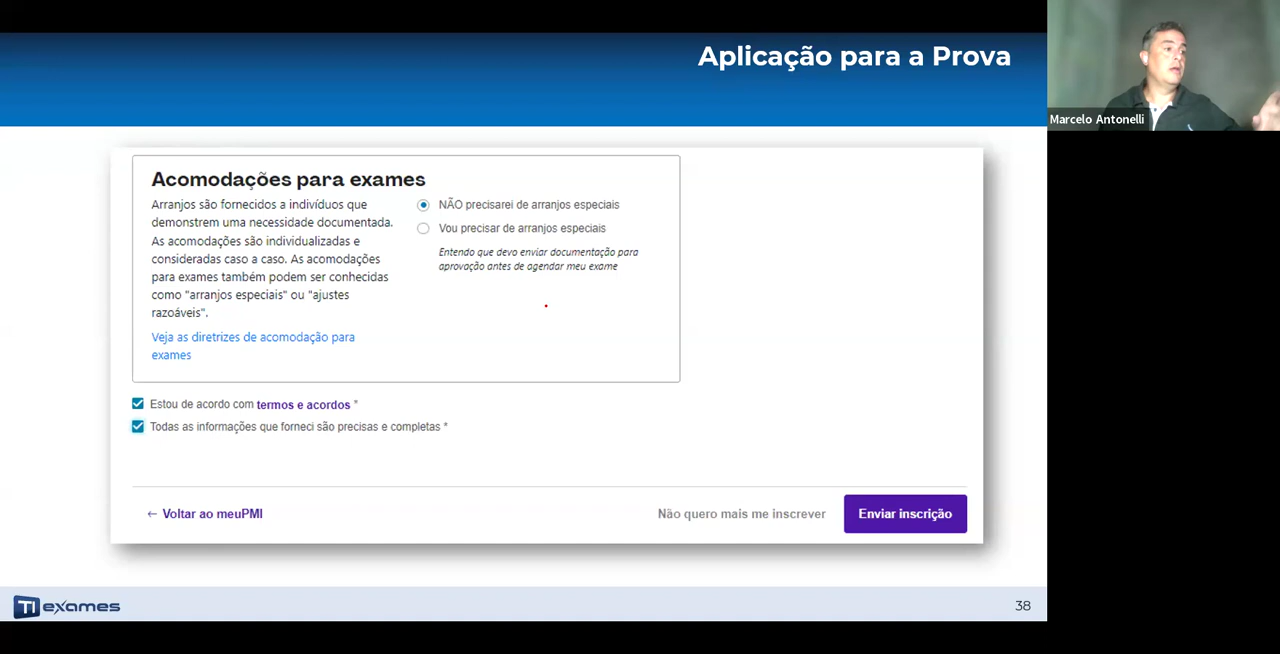 Aplicação para a Prova
Marcelo Antonelli
Acomodações para exames
Arranjos são fornecidos a indivíduos que
demonstrem uma necessidade documentada.
As acomodações são individualizadas e
consideradas caso a caso. As acomodações
para exames também podem ser conhecidas
como "arranjos especiais" ou "ajustes
razoáveis".
Veja as diretrizes de acomodação para
exames
NÃO precisarei de arranjos especiais
Vou precisar de arranjos especiais
Entendo que devo enviar documentação para
aprovação antes de agendar meu exame
Estou de acordo com termos e acordos *
Todas as informações que forneci são precisas e completas *
← Voltar ao meuPMI
Não quero mais me inscrever
Enviar inscrição
TI exames
38